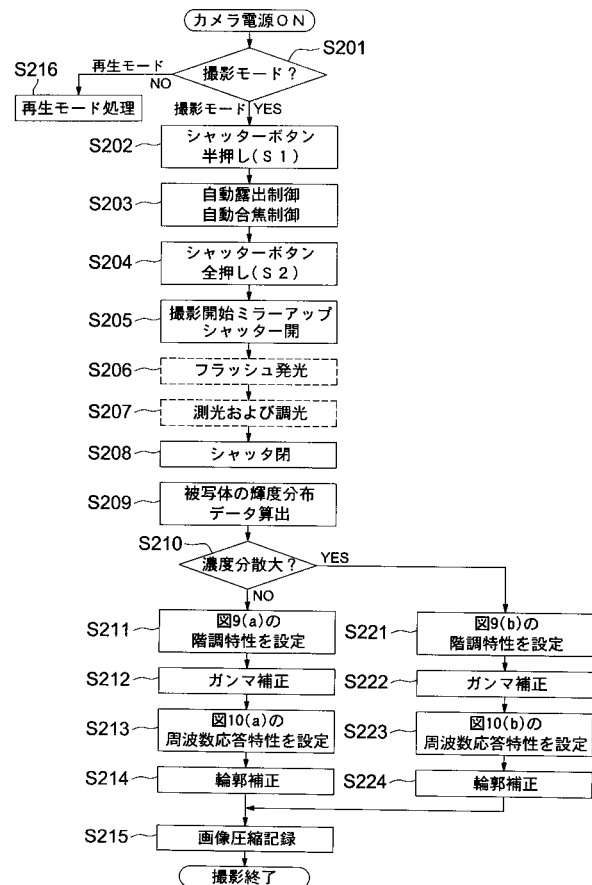 カメラ電源ON
S201
撮影モード？
再生モード
NO
S216
再生モード処理
撮影モード YES
S202
シャッターボタン
半押し(S1)
S203
自動露出制御
自動合焦制御
S204
シャッターボタン
全押し(S2)
S205
撮影開始ミラーアップ
シャッター開
S206
フラッシュ発光
S207
測光および調光
S208
シャッタ閉
S209
被写体の輝度分布
データ算出
S210
濃度分散大？
YES
NO
S211
図9(a)の
階調特性を設定
S221
図9(b)の
階調特性を設定
S212
ガンマ補正
S222
ガンマ補正
S213
図10(a)の
周波数応答特性を設定
S223
図10(b)の
周波数応答特性を設定
S214
輪郭補正
S224
輪郭補正
S215
画像圧縮記録
撮影終了